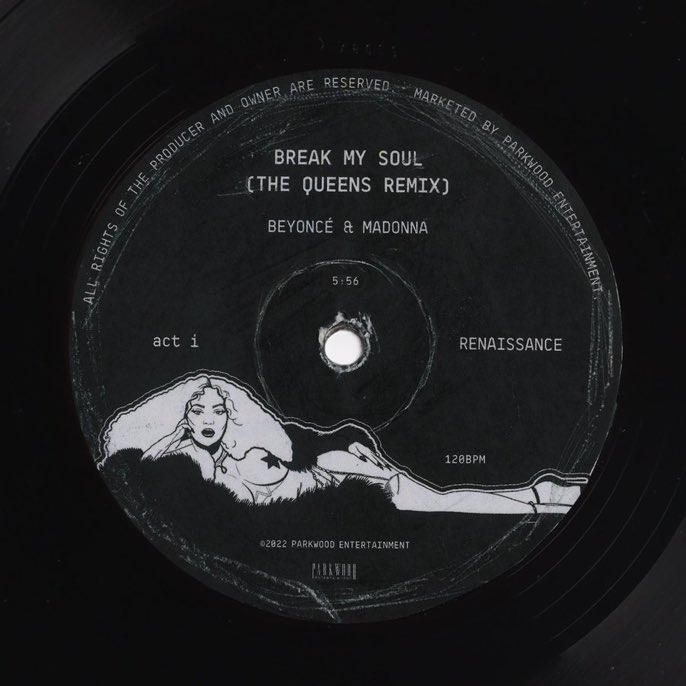 ALL RIGHTS OF THE PRODUCER AND OWNER ARE RESERVED · MARKETED BY PARKWOOD ENTERTAINMENT
BREAK MY SOUL
(THE QUEENS REMIX)
BEYONCÉ & MADONNA
5:56
act i
RENAISSANCE
120BPM
©2022 PARKWOOD ENTERTAINMENT
PARKWOOD